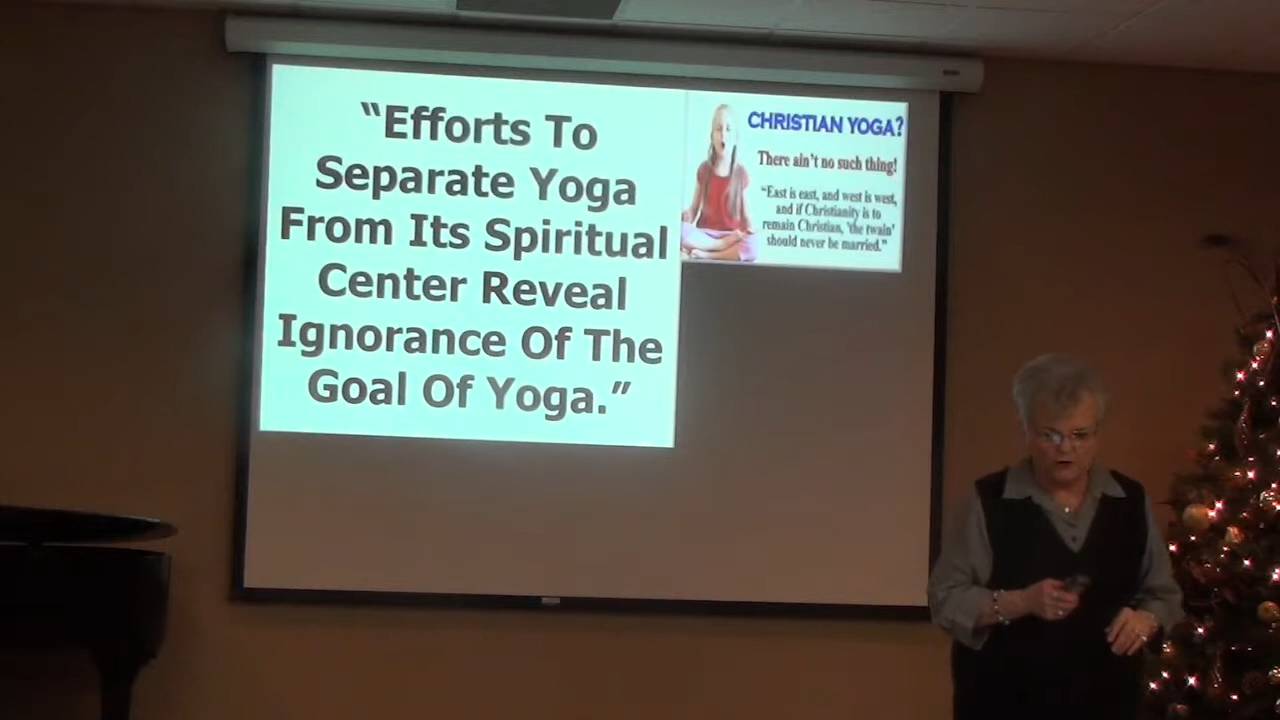 “Efforts To
Separate Yoga
From Its Spiritual
Center Reveal
Ignorance Of The
Goal Of Yoga.”
CHRISTIAN YOGA?
There ain't no such thing!
“East is east, and west is west,
and if Christianity is to
remain Christian, 'the twain'
should never be married.”